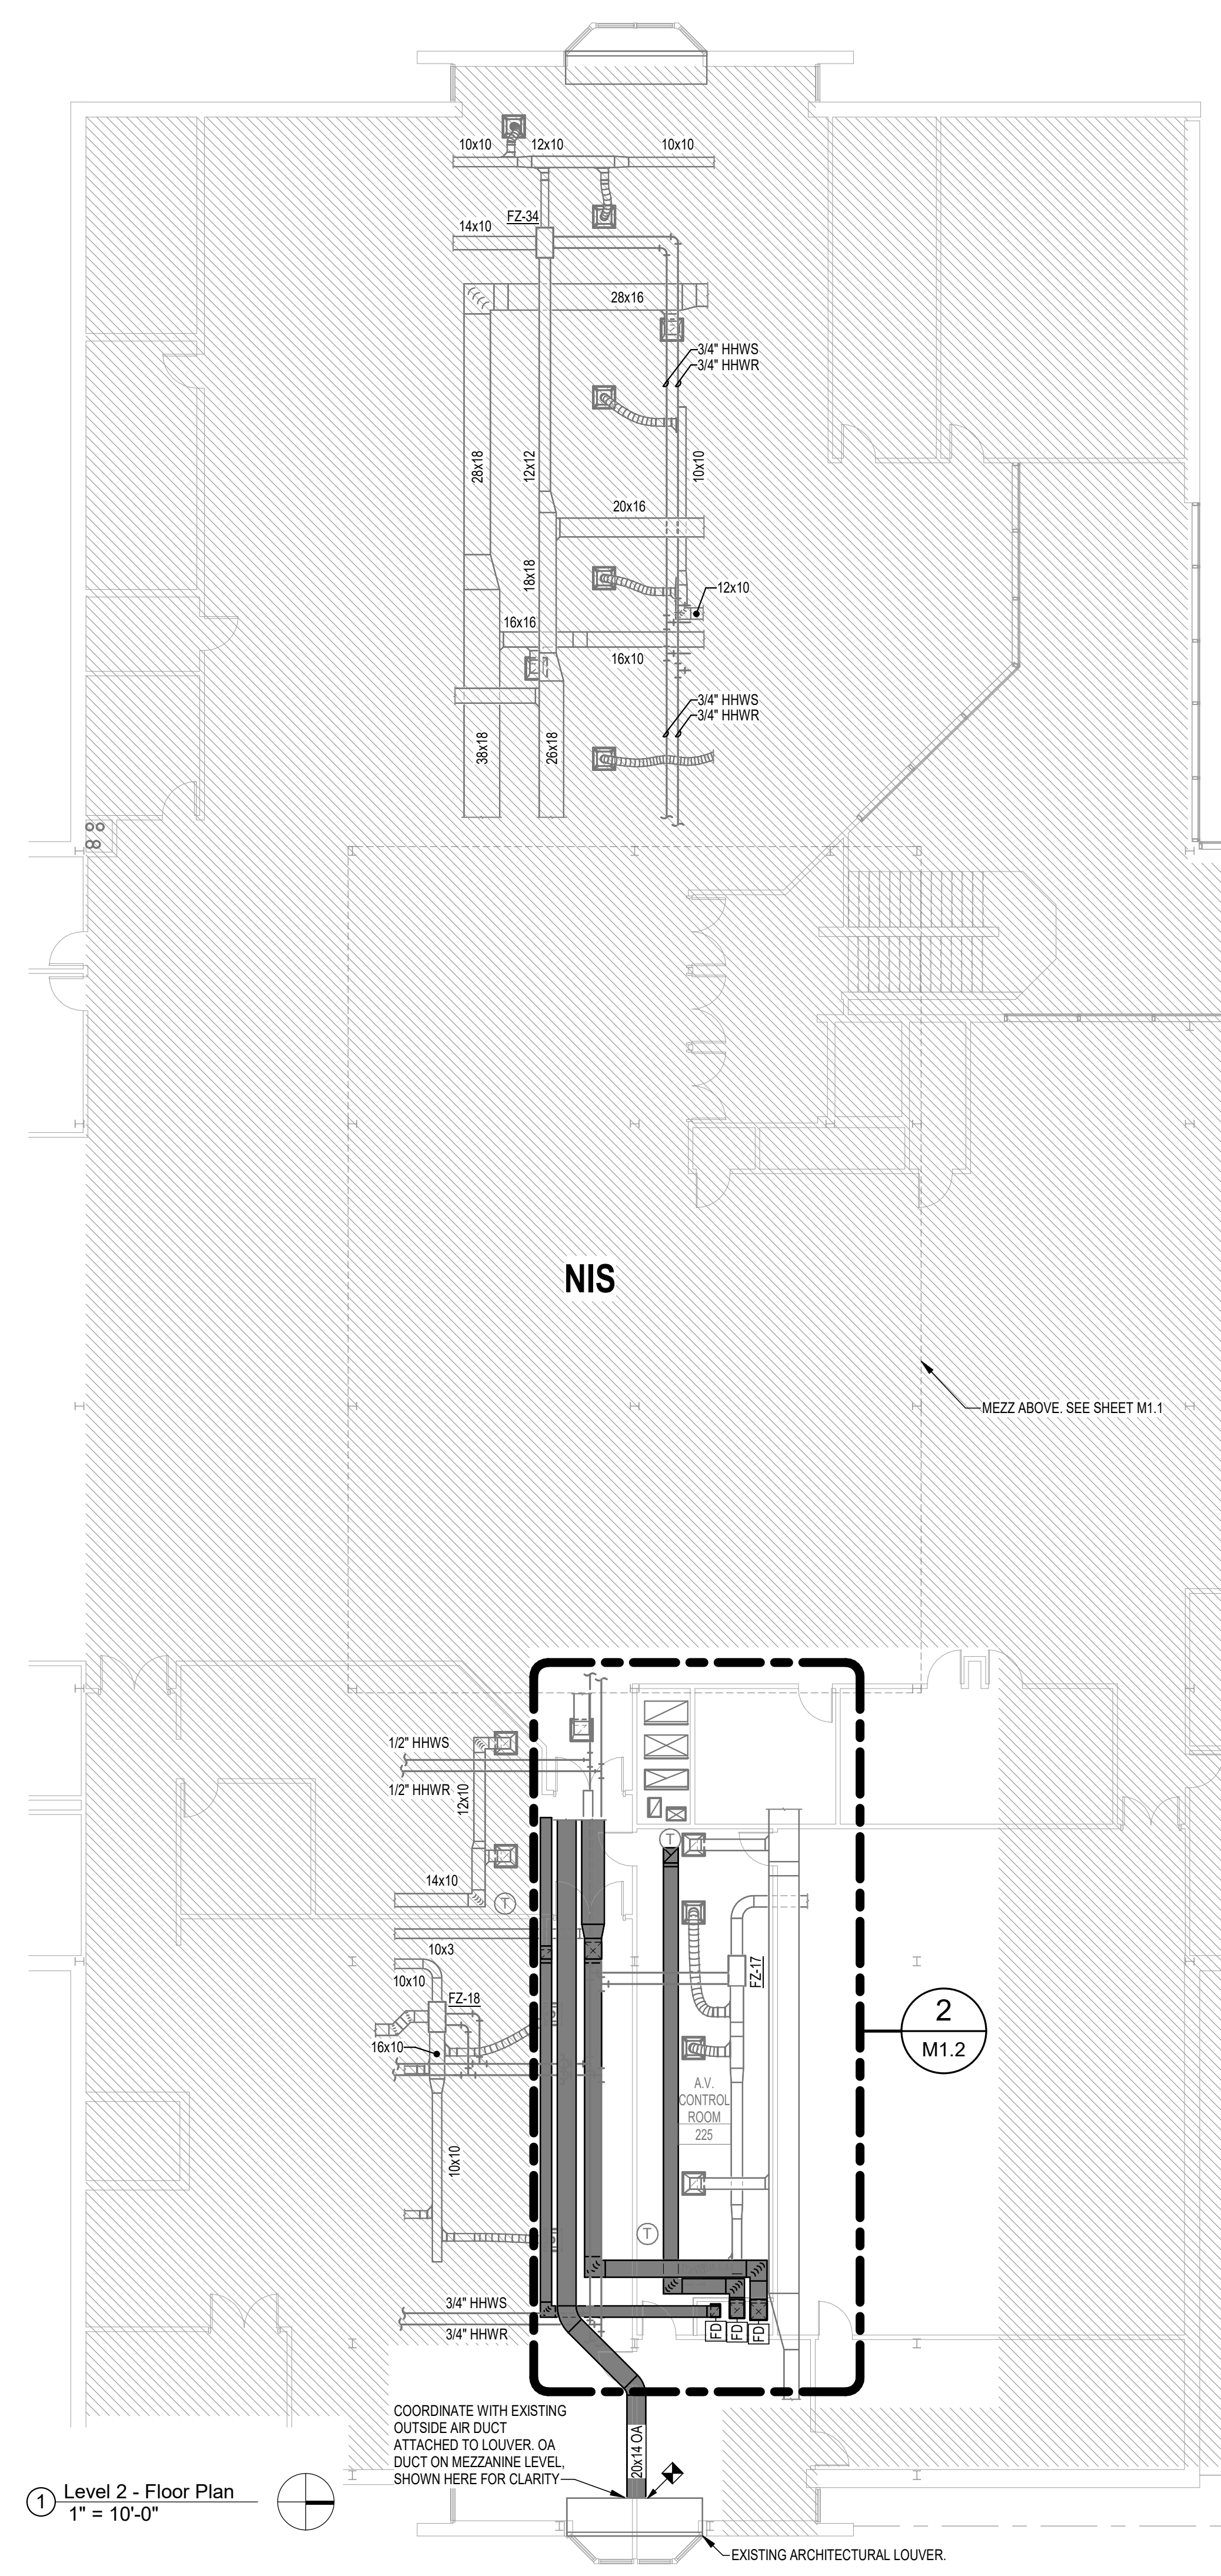 10x10
12x10
10x10
FZ-34
14x10
28x16
3/4" HHWS
3/4" HHWR
28x18
12x12
10x10
20x16
18x18
12x10
16x16
16x10
3/4" HHWS
3/4" HHWR
38x18
26x18
NIS
MEZZ ABOVE. SEE SHEET M1.1
1/2" HHWS
1/2" HHWR
12x10
T
14x10
T
10x3
10x10
FZ-17
FZ-18
2
M1.2
16x10
A.V.
CONTROL
ROOM
225
10x10
T
3/4" HHWS
3/4" HHWR
FD
FD
FD
COORDINATE WITH EXISTING
OUTSIDE AIR DUCT
ATTACHED TO LOUVER. OA
DUCT ON MEZZANINE LEVEL,
SHOWN HERE FOR CLARITY
20x14 OA
1
Level 2 - Floor Plan
1" = 10'-0"
EXISTING ARCHITECTURAL LOUVER.